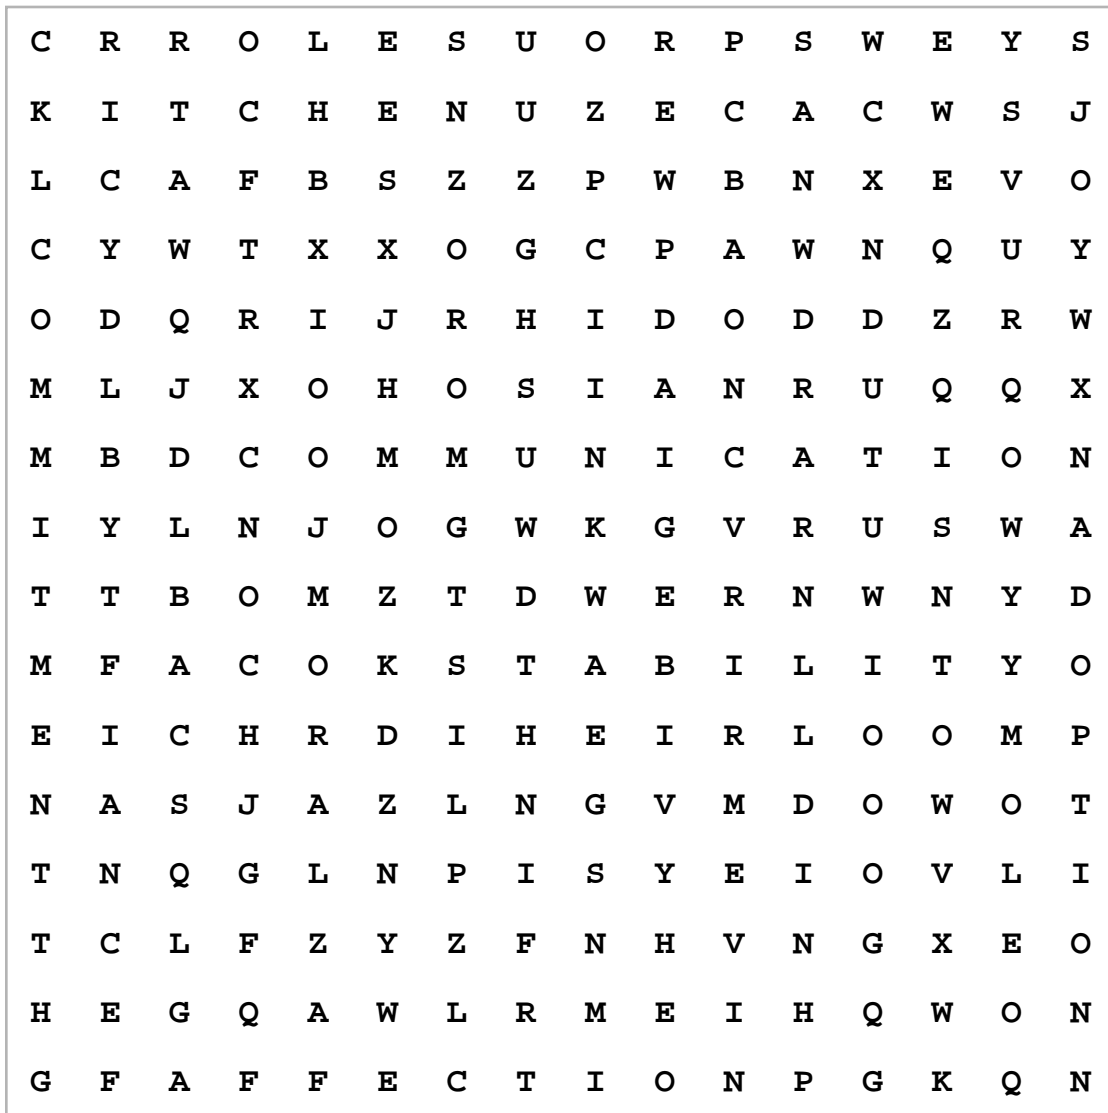 C R R O L E S U O R P S W E Y S
K I T C H E N U Z E C A C W S J
L C A F B S Z Z P W B N X E V O
C Y W T X X O G C P A W N Q U Y
O D Q R I J R H I D O D D Z R W
M L J X O H O S I A N R U Q Q X
M B D C O M M U N I C A T I O N
I Y L N J O G W K G V R U S W A
T T B O M Z T D W E R N W N Y D
M F A C O K S T A B I L I T Y O
E I C H R D I H E I R L O O M P
N A S J A Z L N G V M D O W O T
T N Q G L N P I S Y E I O V L I
T C L F Z Y Z F N H V N G X E O
H E G Q A W L R M E I H Q W O N
G F A F F E C T I O N P G K Q N